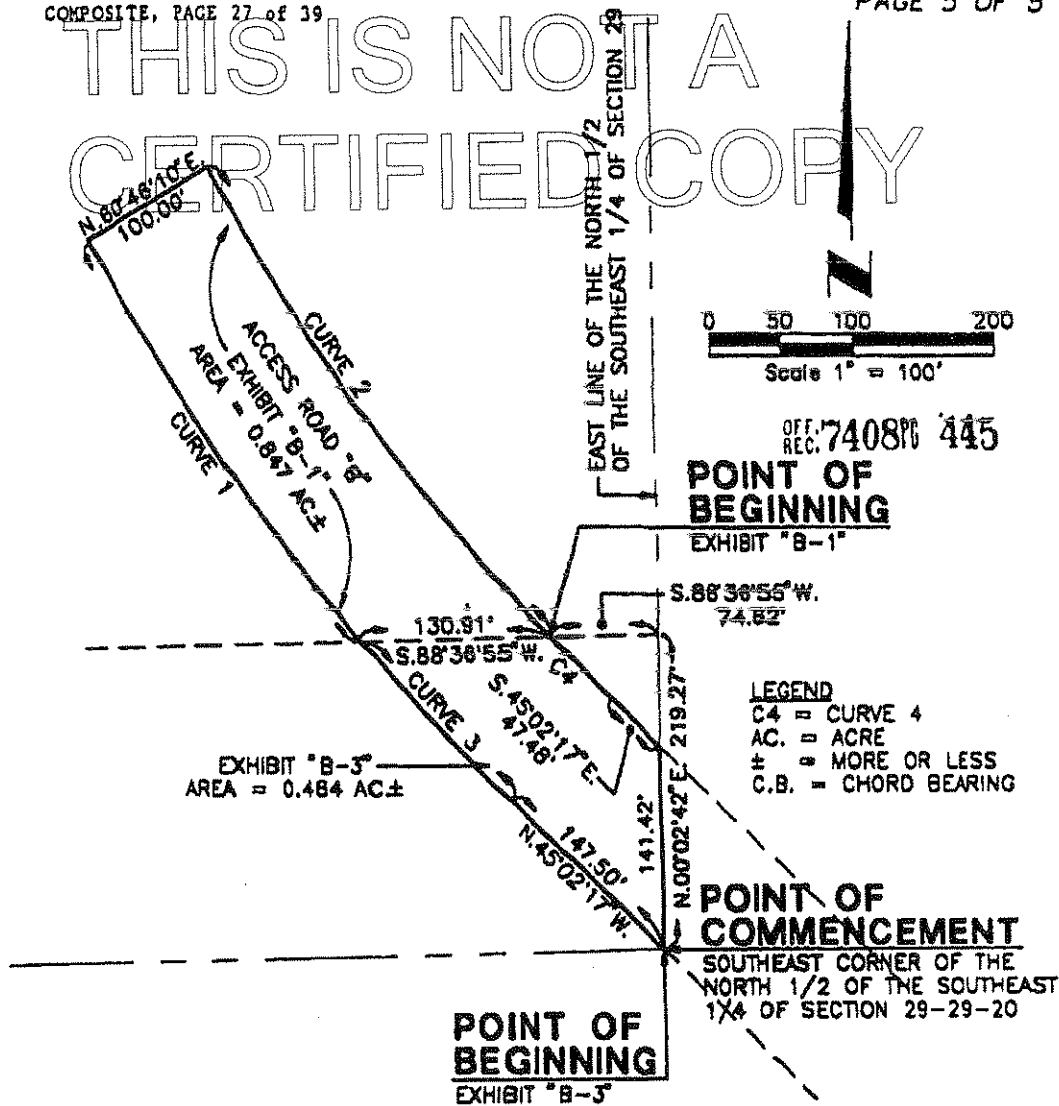 COMPOSITE, PAGE 27 of 39
PAGE 5 OF 5
THIS IS NOT A
CERTIFIED COPY
EAST LINE OF THE NORTH 1/2
OF THE SOUTHEAST 1/4 OF SECTION 29
N.60°46'10"E.
100.00'
0 50 100 200
Scale 1" = 100'
CURVE 2
ACCESS ROAD "B"
EXHIBIT "B-1"
AREA = 0.847 AC.±
CURVE 1
OFF. REC. 7408 PG 445
POINT OF
BEGINNING
EXHIBIT "B-1"
S.88°36'55"W.
74.82'
130.91'
S.88°36'55"W.
C4
CURVE 3
S.45°02'17"E.
47.48'
219.27'
N.00°02'42"E.
141.42'
LEGEND
C4 = CURVE 4
AC. = ACRE
± = MORE OR LESS
C.B. = CHORD BEARING
EXHIBIT "B-3"
AREA = 0.464 AC.±
147.50'
N.45°02'17"W.
POINT OF
COMMENCEMENT
SOUTHEAST CORNER OF THE
NORTH 1/2 OF THE SOUTHEAST
1/4 OF SECTION 29-29-20
POINT OF
BEGINNING
EXHIBIT "B-3"